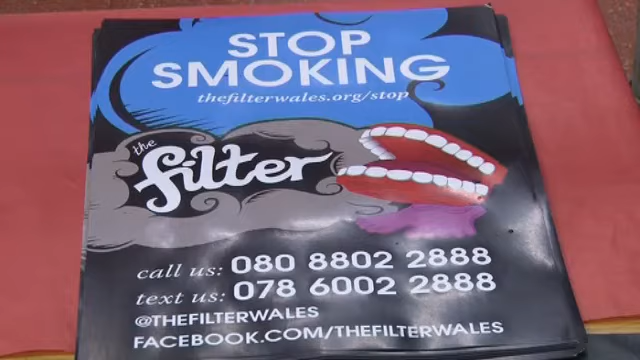 STOP
SMOKING
thefilterwales.org/stop
the
filter
call us: 080 8802 2888
text us: 078 6002 2888
@THEFILTERWALES
FACEBOOK.COM/THEFILTERWALES